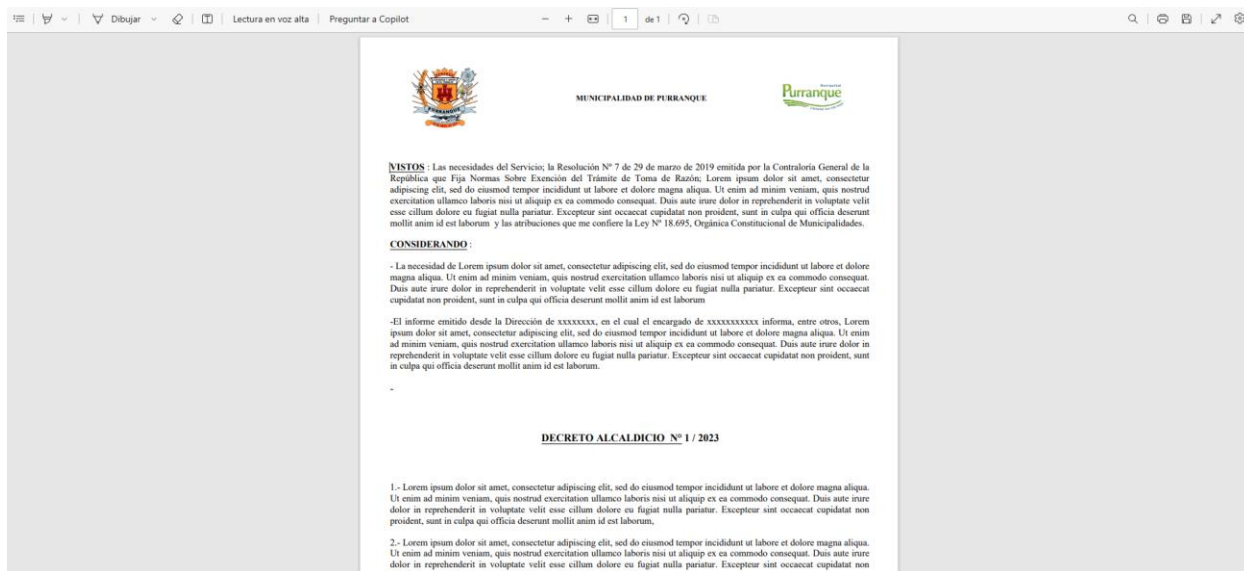 Dibujar
Lectura en voz alta
Preguntar a Copilot
1
de 1
MUNICIPALIDAD DE PURRANQUE
PURRANQUE
Purranque
VISTOS : Las necesidades del Servicio; la Resolución Nº 7 de 29 de marzo de 2019 emitida por la Contraloría General de la
República que Fija Normas Sobre Exención del Trámite de Toma de Razón; Lorem ipsum dolor sit amet, consectetur
adipiscing elit, sed do eiusmod tempor incididunt ut labore et dolore magna aliqua. Ut enim ad minim veniam, quis nostrud
exercitation ullamco laboris nisi ut aliquip ex ea commodo consequat. Duis aute irure dolor in reprehenderit in voluptate velit
esse cillum dolore eu fugiat nulla pariatur. Excepteur sint occaecat cupidatat non proident, sunt in culpa qui officia deserunt
mollit anim id est laborum y las atribuciones que me confiere la Ley Nº 18.695, Orgánica Constitucional de Municipalidades.
CONSIDERANDO :
- La necesidad de Lorem ipsum dolor sit amet, consectetur adipiscing elit, sed do eiusmod tempor incididunt ut labore et dolore
magna aliqua. Ut enim ad minim veniam, quis nostrud exercitation ullamco laboris nisi ut aliquip ex ea commodo consequat.
Duis aute irure dolor in reprehenderit in voluptate velit esse cillum dolore eu fugiat nulla pariatur. Excepteur sint occaecat
cupidatat non proident, sunt in culpa qui officia deserunt mollit anim id est laborum
-El informe emitido desde la Dirección de xxxxxxxx, en el cual el encargado de xxxxxxxxxxx informa, entre otros, Lorem
ipsum dolor sit amet, consectetur adipiscing elit, sed do eiusmod tempor incididunt ut labore et dolore magna aliqua. Ut enim
ad minim veniam, quis nostrud exercitation ullamco laboris nisi ut aliquip ex ea commodo consequat. Duis aute irure dolor in
reprehenderit in voluptate velit esse cillum dolore eu fugiat nulla pariatur. Excepteur sint occaecat cupidatat non proident, sunt
in culpa qui officia deserunt mollit anim id est laborum.
-
DECRETO ALCALDICIO Nº 1 / 2023
1.- Lorem ipsum dolor sit amet, consectetur adipiscing elit, sed do eiusmod tempor incididunt ut labore et dolore magna aliqua.
Ut enim ad minim veniam, quis nostrud exercitation ullamco laboris nisi ut aliquip ex ea commodo consequat. Duis aute irure
dolor in reprehenderit in voluptate velit esse cillum dolore eu fugiat nulla pariatur. Excepteur sint occaecat cupidatat non
proident, sunt in culpa qui officia deserunt mollit anim id est laborum,
2.- Lorem ipsum dolor sit amet, consectetur adipiscing elit, sed do eiusmod tempor incididunt ut labore et dolore magna aliqua.
Ut enim ad minim veniam, quis nostrud exercitation ullamco laboris nisi ut aliquip ex ea commodo consequat. Duis aute irure
dolor in reprehenderit in voluptate velit esse cillum dolore eu fugiat nulla pariatur. Excepteur sint occaecat cupidatat non